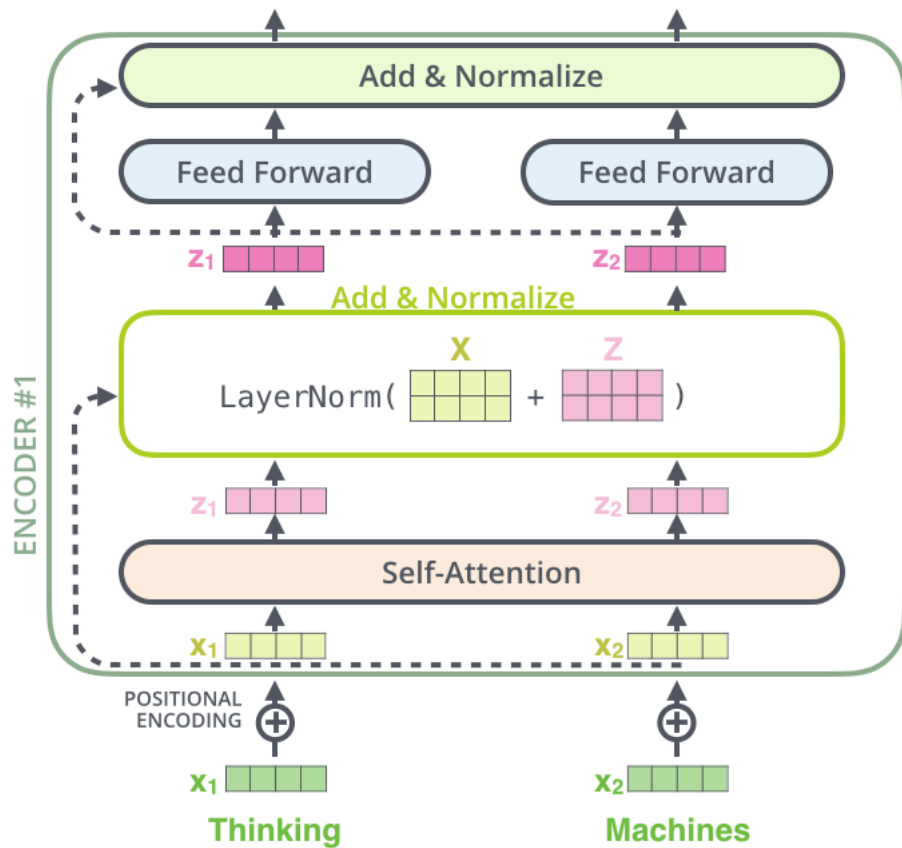 Add & Normalize
Feed Forward Feed Forward
z1 z2
Add & Normalize
X Z
LayerNorm( + )
ENCODER #1
z1 z2
Self-Attention
x1 x2
POSITIONAL
ENCODING
x1 x2
Thinking Machines